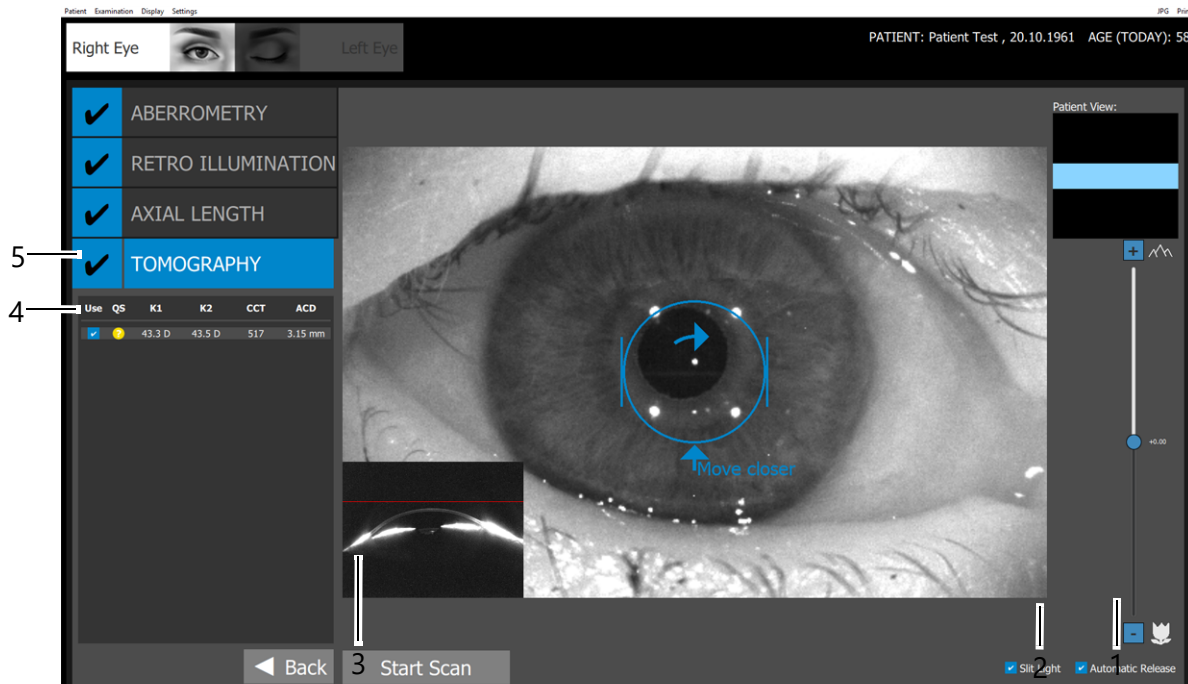 Patient Examination Display Settings JPG Prin
Right Eye Left Eye PATIENT: Patient Test , 20.10.1961 AGE (TODAY): 58
Patient View:
ABERROMETRY
RETRO ILLUMINATION
AXIAL LENGTH
5 TOMOGRAPHY
+
4 Use QS K1 K2 CCT ACD
? 43.3 D 43.5 D 517 3.15 mm
+0.00
Move closer
-
Back 3 Start Scan 2 Slit Light 1 Automatic Release